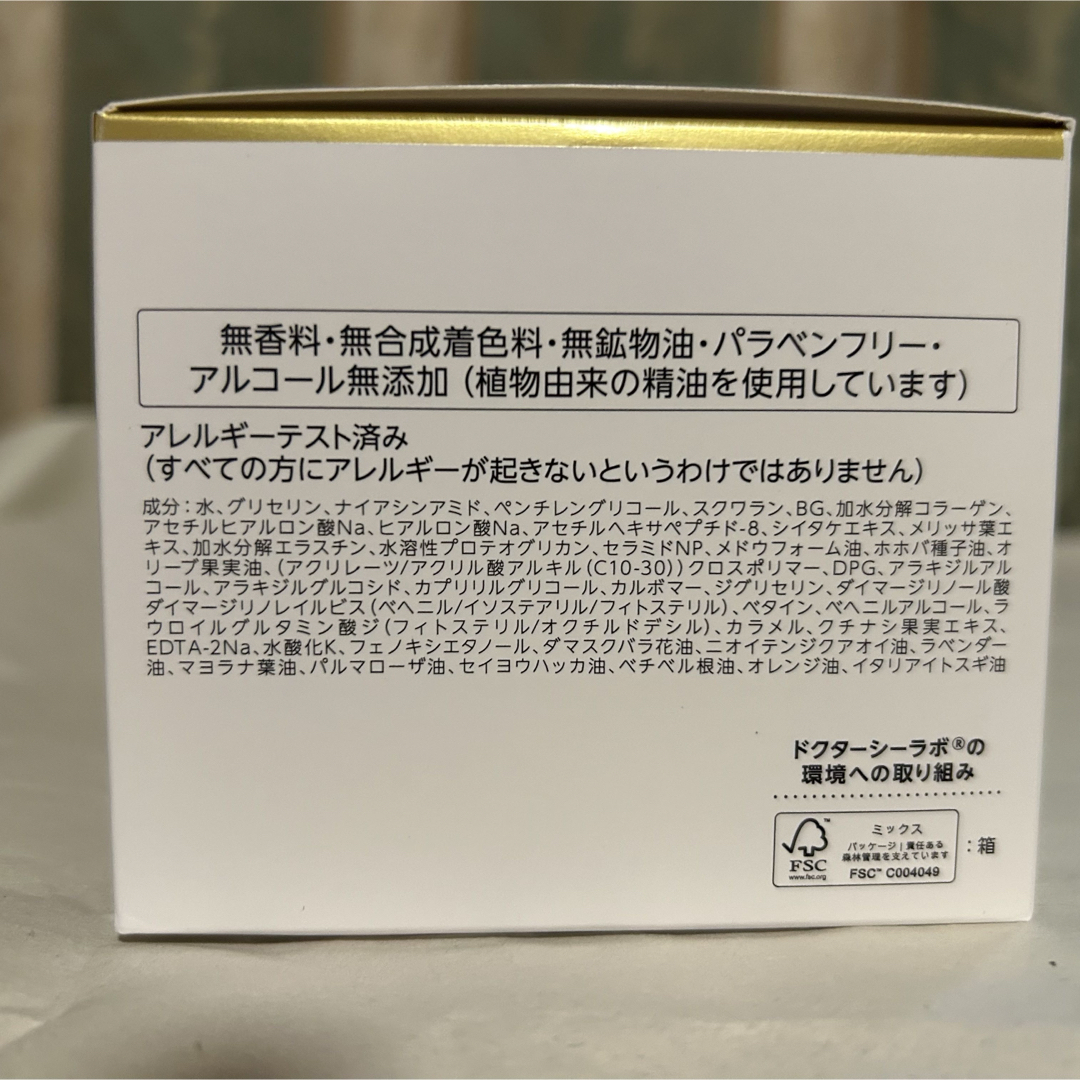 無香料・無合成着色料・無鉱物油・パラベンフリー・
アルコール無添加（植物由来の精油を使用しています）
アレルギーテスト済み
（すべての方にアレルギーが起きないというわけではありません）
成分：水、グリセリン、ナイアシンアミド、ペンチレングリコール、スクワラン、BG、加水分解コラーゲン、
アセチルヒアルロン酸Na、ヒアルロン酸Na、アセチルヘキサペプチド-8、シイタケエキス、メリッサ葉エ
キス、加水分解エラスチン、水溶性プロテオグリカン、セラミドNP、メドウフォーム油、ホホバ種子油、オ
リーブ果実油、（アクリレーツ/アクリル酸アルキル（C10-30））クロスポリマー、DPG、アラキジルアル
コール、アラキジルグルコシド、カプリリルグリコール、カルボマー、ジグリセリン、ダイマージリノール酸
ダイマージリノレイルビス（ベヘニル/イソステアリル/フィトステリル）、ベタイン、ベヘニルアルコール、ラ
ウロイルグルタミン酸ジ（フィトステリル/オクチルドデシル）、カラメル、クチナシ果実エキス、
EDTA-2Na、水酸化K、フェノキシエタノール、ダマスクバラ花油、ニオイテンジクアオイ油、ラベンダー
油、マヨラナ葉油、パルマローザ油、セイヨウハッカ油、ベチベル根油、オレンジ油、イタリアイトスギ油
ドクターシーラボ®の
環境への取り組み
FSC
www.fsc.org
ミックス
パッケージ｜責任ある
森林管理を支えています
FSC™ C004049
：箱